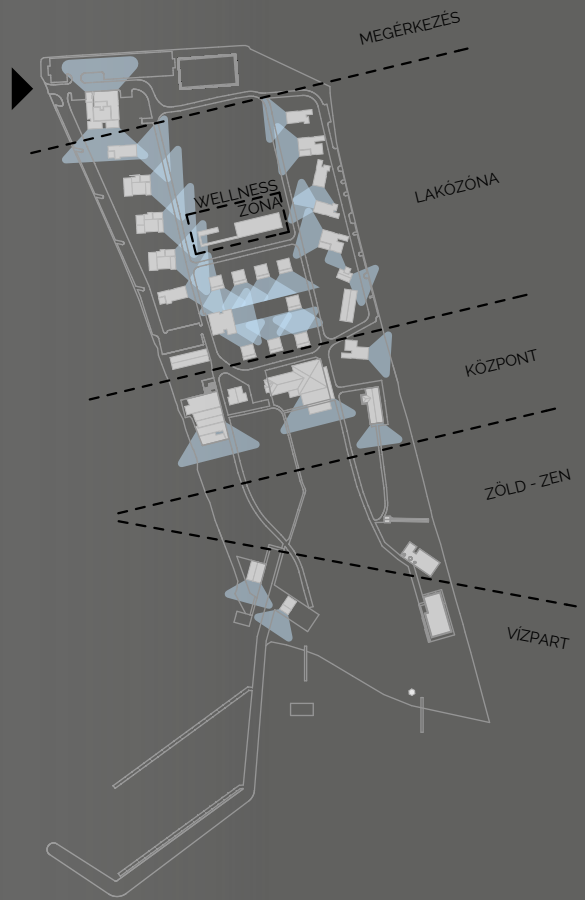 MEGÉRKEZÉS
LAKÓZÓNA
WELLNESS
ZÓNA
KÖZPONT
ZÖLD - ZEN
VÍZPART